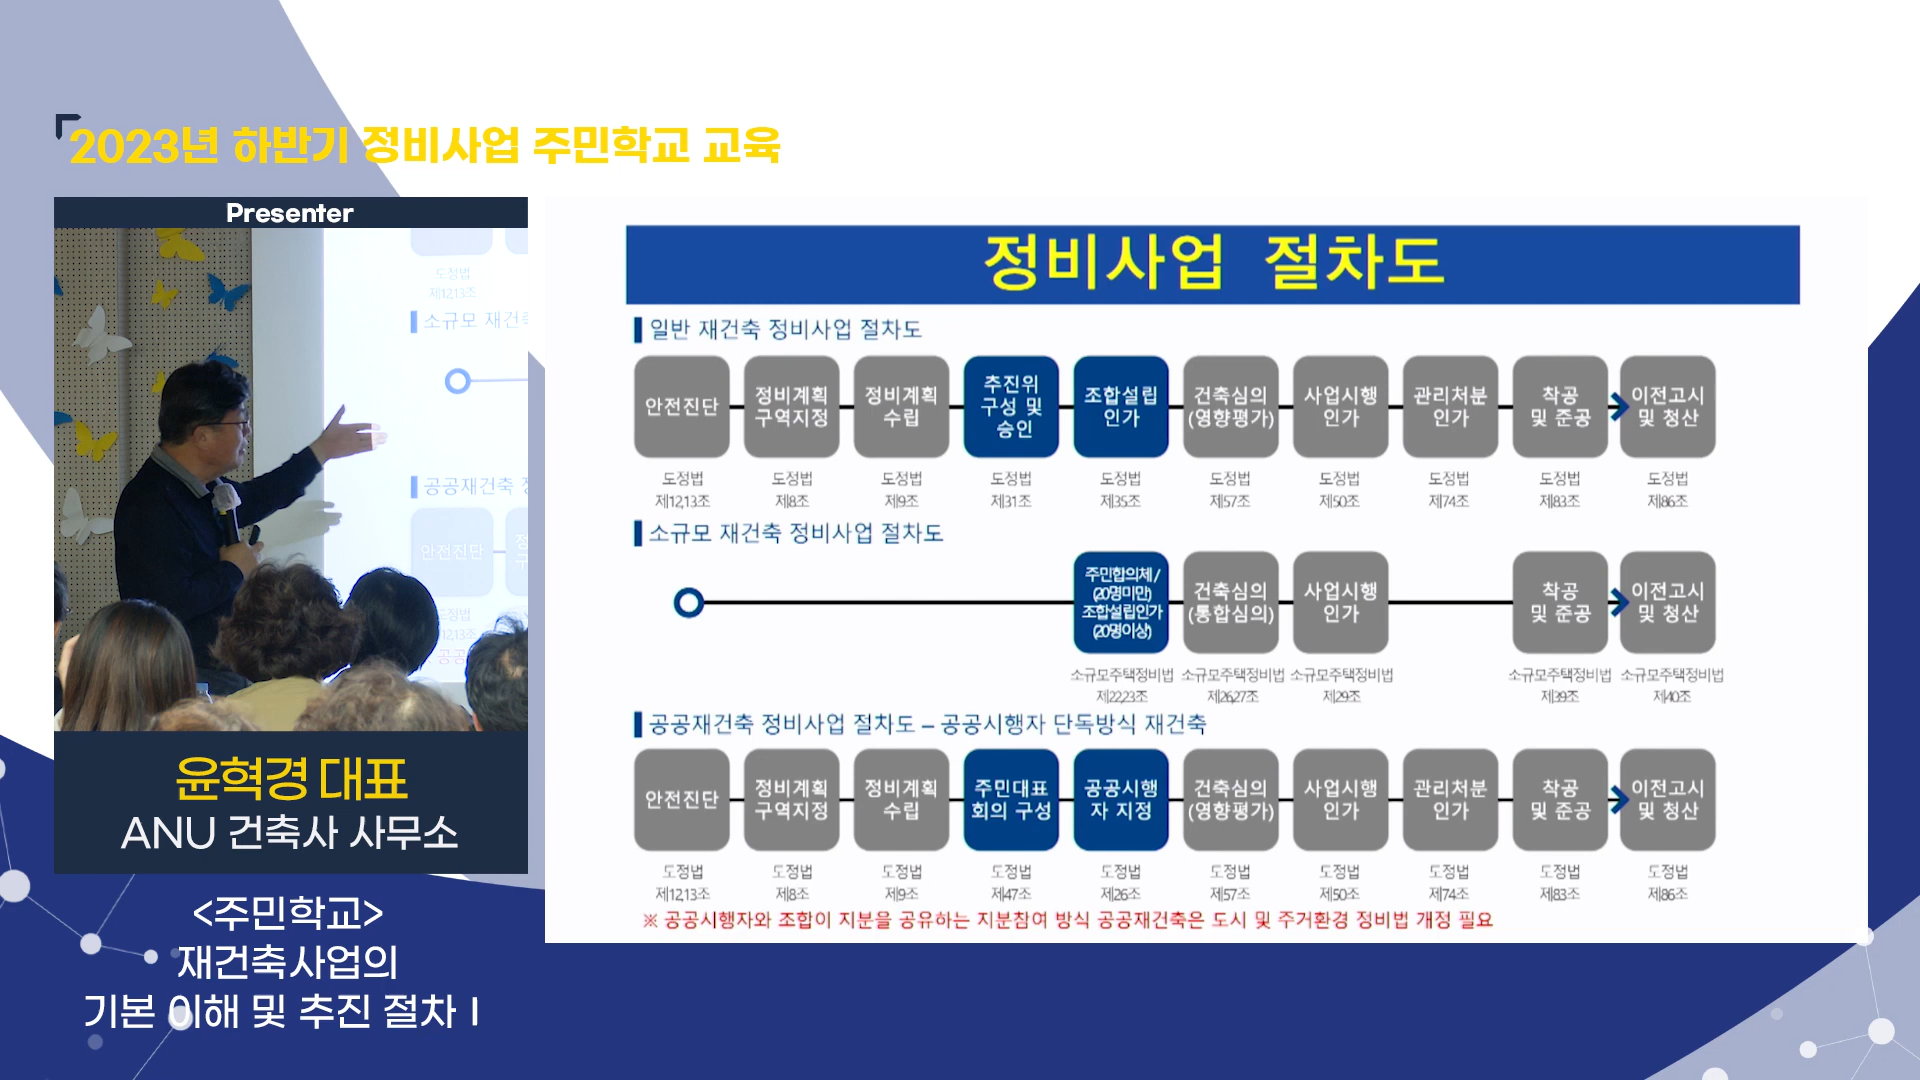 2023년 하반기 정비사업 주민학교 교육
Presenter
도정법
제12,13조
소규모 재건축
공공재건축
안전진단
윤혁경 대표
ANU 건축사 사무소
<주민학교>
재건축사업의
기본 이해 및 추진 절차 I
정비사업 절차도
일반 재건축 정비사업 절차도
안전진단
정비계획
구역지정
정비계획
수립
추진위
구성 및
승인
조합설립
인가
건축심의
(영향평가)
사업시행
인가
관리처분
인가
착공
및 준공
이전고시
및 청산
도정법
제12,13조
도정법
제8조
도정법
제9조
도정법
제31조
도정법
제35조
도정법
제57조
도정법
제50조
도정법
제74조
도정법
제83조
도정법
제86조
소규모 재건축 정비사업 절차도
주민합의체/
(20명미만)
조합설립인가
(20명이상)
건축심의
(통합심의)
사업시행
인가
착공
및 준공
이전고시
및 청산
소규모주택정비법
제22,23조
소규모주택정비법
제26,27조
소규모주택정비법
제29조
소규모주택정비법
제39조
소규모주택정비법
제40조
공공재건축 정비사업 절차도 – 공공시행자 단독방식 재건축
안전진단
정비계획
구역지정
정비계획
수립
주민대표
회의 구성
공공시행
자 지정
건축심의
(영향평가)
사업시행
인가
관리처분
인가
착공
및 준공
이전고시
및 청산
도정법
제12,13조
도정법
제8조
도정법
제9조
도정법
제47조
도정법
제26조
도정법
제57조
도정법
제50조
도정법
제74조
도정법
제83조
도정법
제86조
※ 공공시행자와 조합이 지분을 공유하는 지분참여 방식 공공재건축은 도시 및 주거환경 정비법 개정 필요